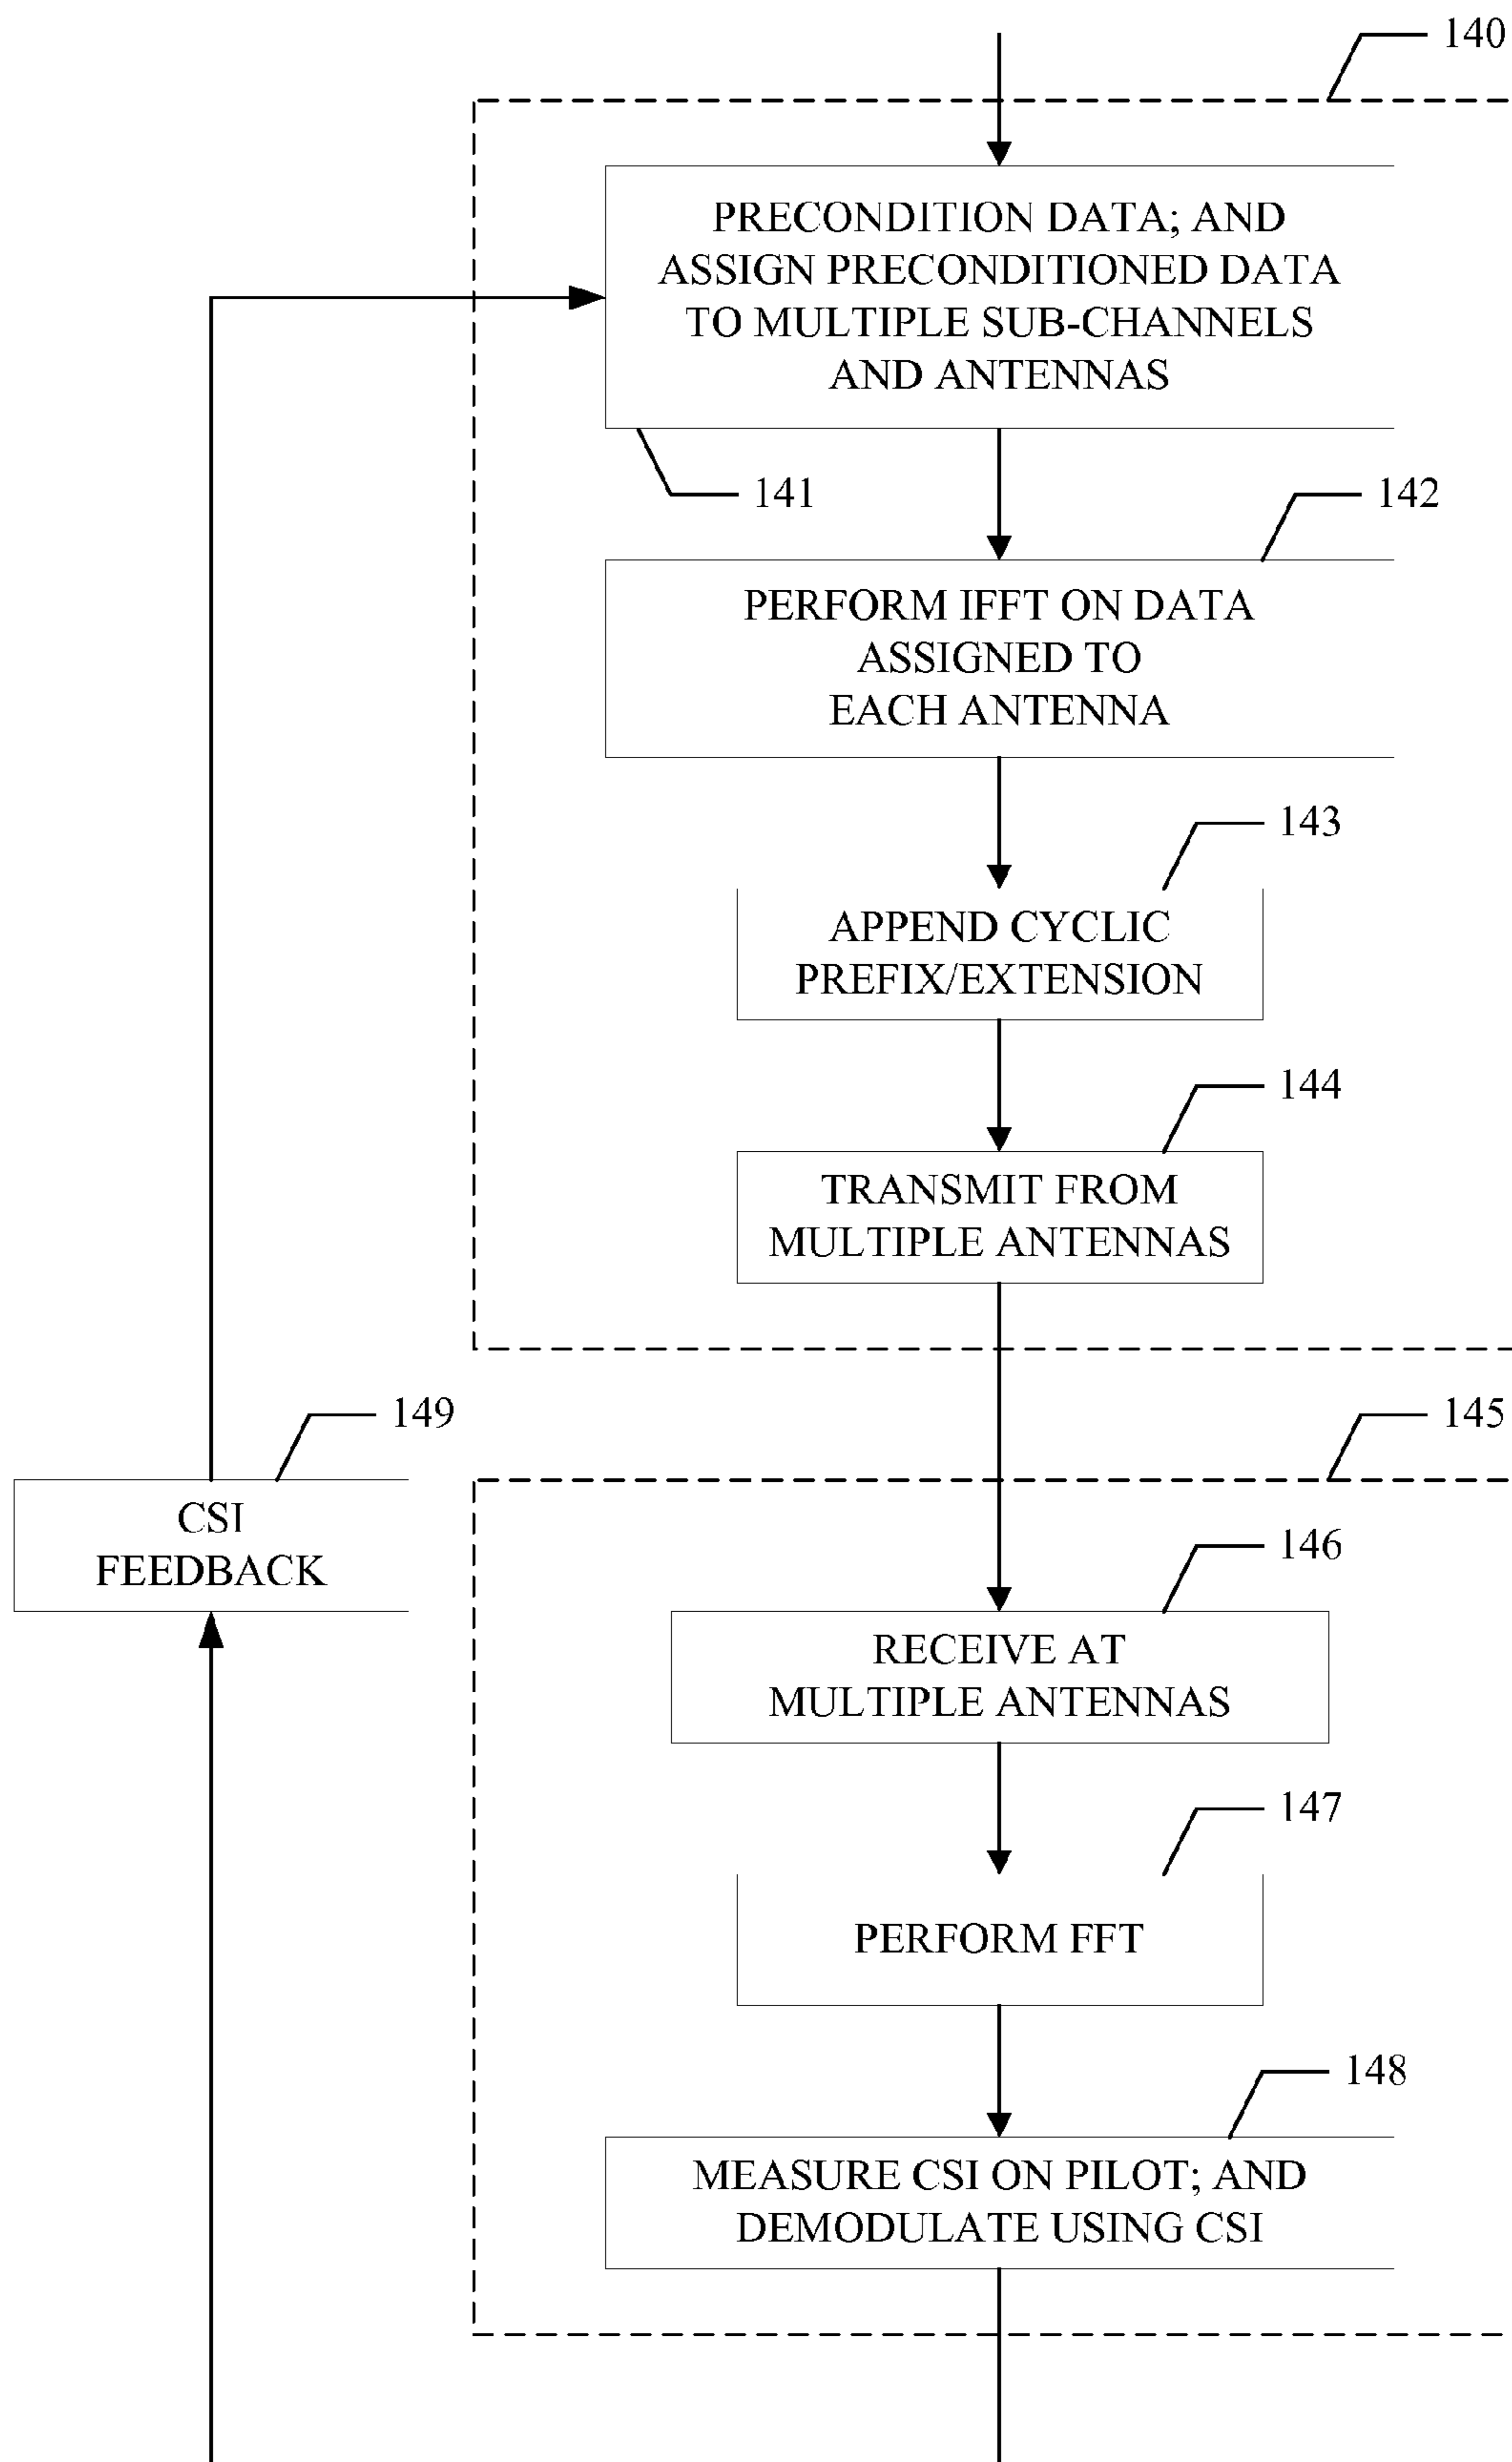 140
PRECONDITION DATA; AND
ASSIGN PRECONDITIONED DATA
TO MULTIPLE SUB-CHANNELS
AND ANTENNAS
141
142
PERFORM IFFT ON DATA
ASSIGNED TO
EACH ANTENNA
143
APPEND CYCLIC
PREFIX/EXTENSION
144
TRANSMIT FROM
MULTIPLE ANTENNAS
149
145
CSI
FEEDBACK
146
RECEIVE AT
MULTIPLE ANTENNAS
147
PERFORM FFT
148
MEASURE CSI ON PILOT; AND
DEMODULATE USING CSI